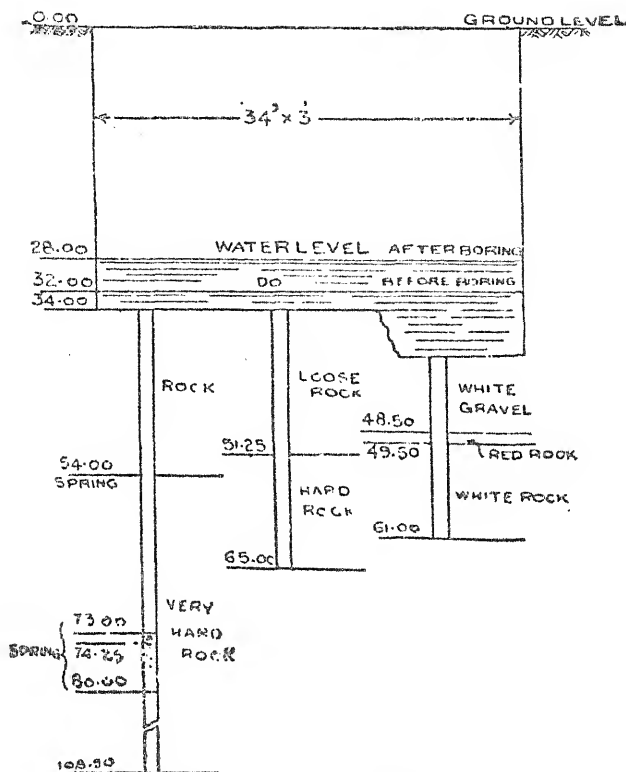 0.00
GROUND LEVEL
34' × 3'
28.00
WATER LEVEL AFTER BORING
32.00
DO BEFORE BORING
34.00
ROCK
LOOSE
ROCK
WHITE
GRAVEL
48.50
51.25
49.50
RED ROCK
54.00
SPRING
HARD
ROCK
WHITE ROCK
61.00
65.00
VERY
HARD
ROCK
73.00
SPRING
74.25
80.00
108.90